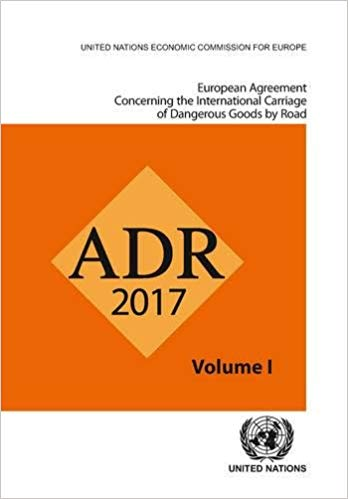 UNITED NATIONS ECONOMIC COMMISSION FOR EUROPE
European Agreement
Concerning the International Carriage
of Dangerous Goods by Road
ADR
2017
Volume I
UNITED NATIONS